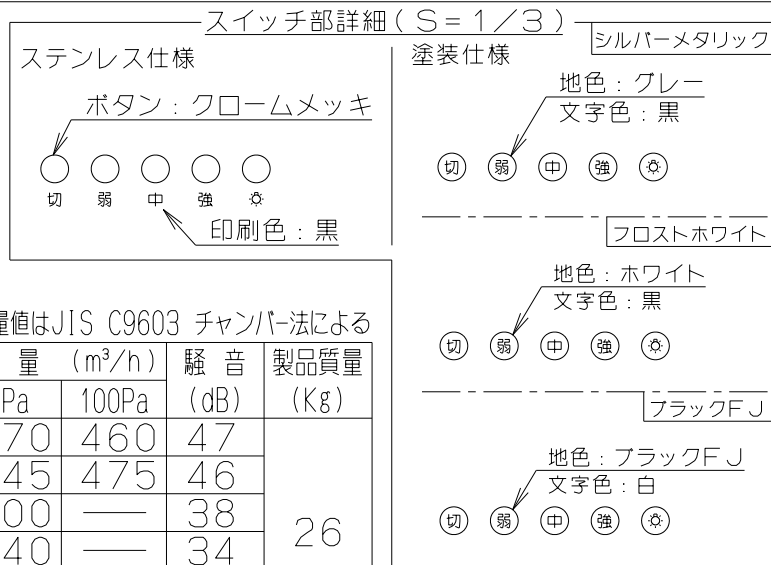 スイッチ部詳細(S=1/3)
ステンレス仕様
ボタン:クロームメッキ
切 弱 中 強
印刷色:黒
塗装仕様
シルバーメタリック
地色:グレー
文字色:黒
切 弱 中 強
フロストホワイト
地色:ホワイト
文字色:黒
切 弱 中 強
ブラックFJ
地色:ブラックFJ
文字色:白
切 弱 中 強
量値はJIS C9603 チャンバー法による
量 (m³/h) 騒音 製品質量
Pa 100Pa (dB) (Kg)
70 460 47
45 475 46
00 — 38
40 — 34
26